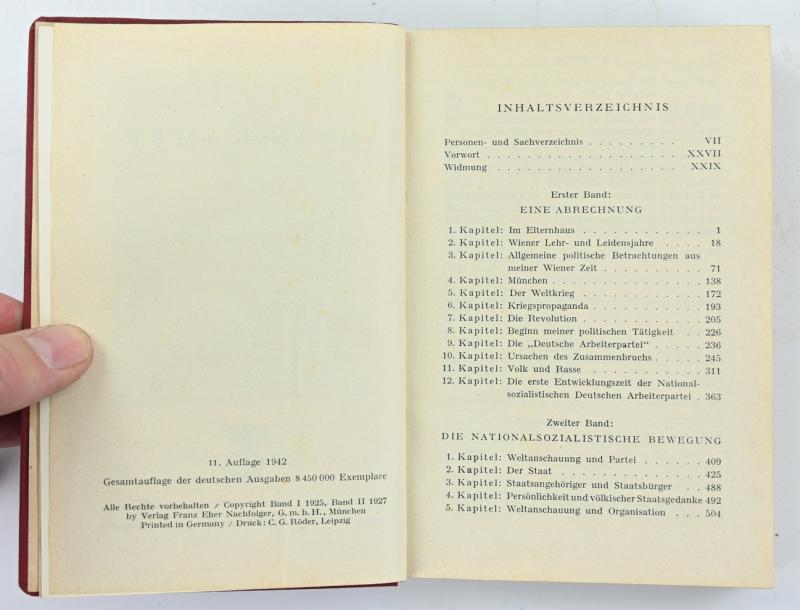 11. Auflage 1942
Gesamtauflage der deutschen Ausgaben 8 450 000 Exemplare
Alle Rechte vorbehalten / Copyright Band I 1925, Band II 1927
by Verlag Franz Eher Nachfolger, G. m. b. H., München
Printed in Germany / Druck: C. G. Röder, Leipzig
INHALTSVERZEICHNIS
Personen- und Sachverzeichnis . . . . . . . . . VII
Vorwort . . . . . . . . . . . . . . . . . . XXVII
Widmung . . . . . . . . . . . . . . . . . . XXIX
Erster Band:
EINE ABRECHNUNG
1. Kapitel: Im Elternhaus . . . . . . . . . . . . 1
2. Kapitel: Wiener Lehr- und Leidensjahre . . . . 18
3. Kapitel: Allgemeine politische Betrachtungen aus
meiner Wiener Zeit . . . . . . . . . . 71
4. Kapitel: München . . . . . . . . . . . . . . 138
5. Kapitel: Der Weltkrieg . . . . . . . . . . . . 172
6. Kapitel: Kriegspropaganda . . . . . . . . . . . 193
7. Kapitel: Die Revolution . . . . . . . . . . . . 205
8. Kapitel: Beginn meiner politischen Tätigkeit . . 226
9. Kapitel: Die „Deutsche Arbeiterpartei“ . . . . . 236
10. Kapitel: Ursachen des Zusammenbruchs . . . . . 245
11. Kapitel: Volk und Rasse . . . . . . . . . . . 311
12. Kapitel: Die erste Entwicklungszeit der National-
sozialistischen Deutschen Arbeiterpartei . 363
Zweiter Band:
DIE NATIONALSOZIALISTISCHE BEWEGUNG
1. Kapitel: Weltanschauung und Partei . . . . . . 409
2. Kapitel: Der Staat . . . . . . . . . . . . . . 425
3. Kapitel: Staatsangehöriger und Staatsbürger . . 488
4. Kapitel: Persönlichkeit und völkischer Staatsgedanke 492
5. Kapitel: Weltanschauung und Organisation . . . 504